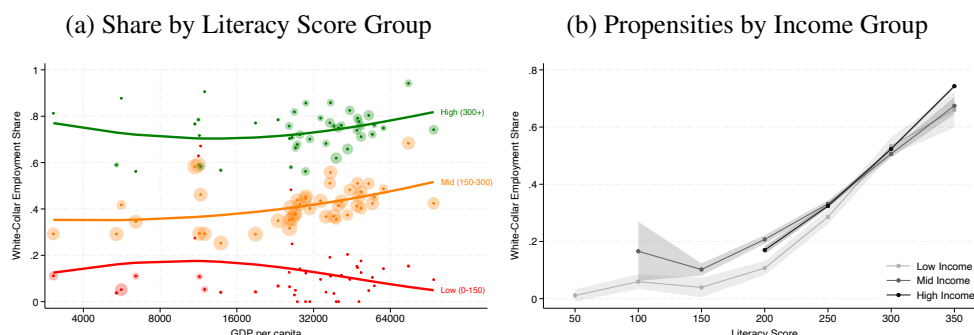 (a) Share by Literacy Score Group
(b) Propensities by Income Group
White-Collar Employment Share
1
.8
.6
.4
.2
0
High (300+)
Mid (150-300)
Low (0-150)
4000 8000 16000 32000 64000
GDP per capita
White-Collar Employment Share
.8
.6
.4
.2
0
Low Income
Mid Income
High Income
50 100 150 200 250 300 350
Literacy Score